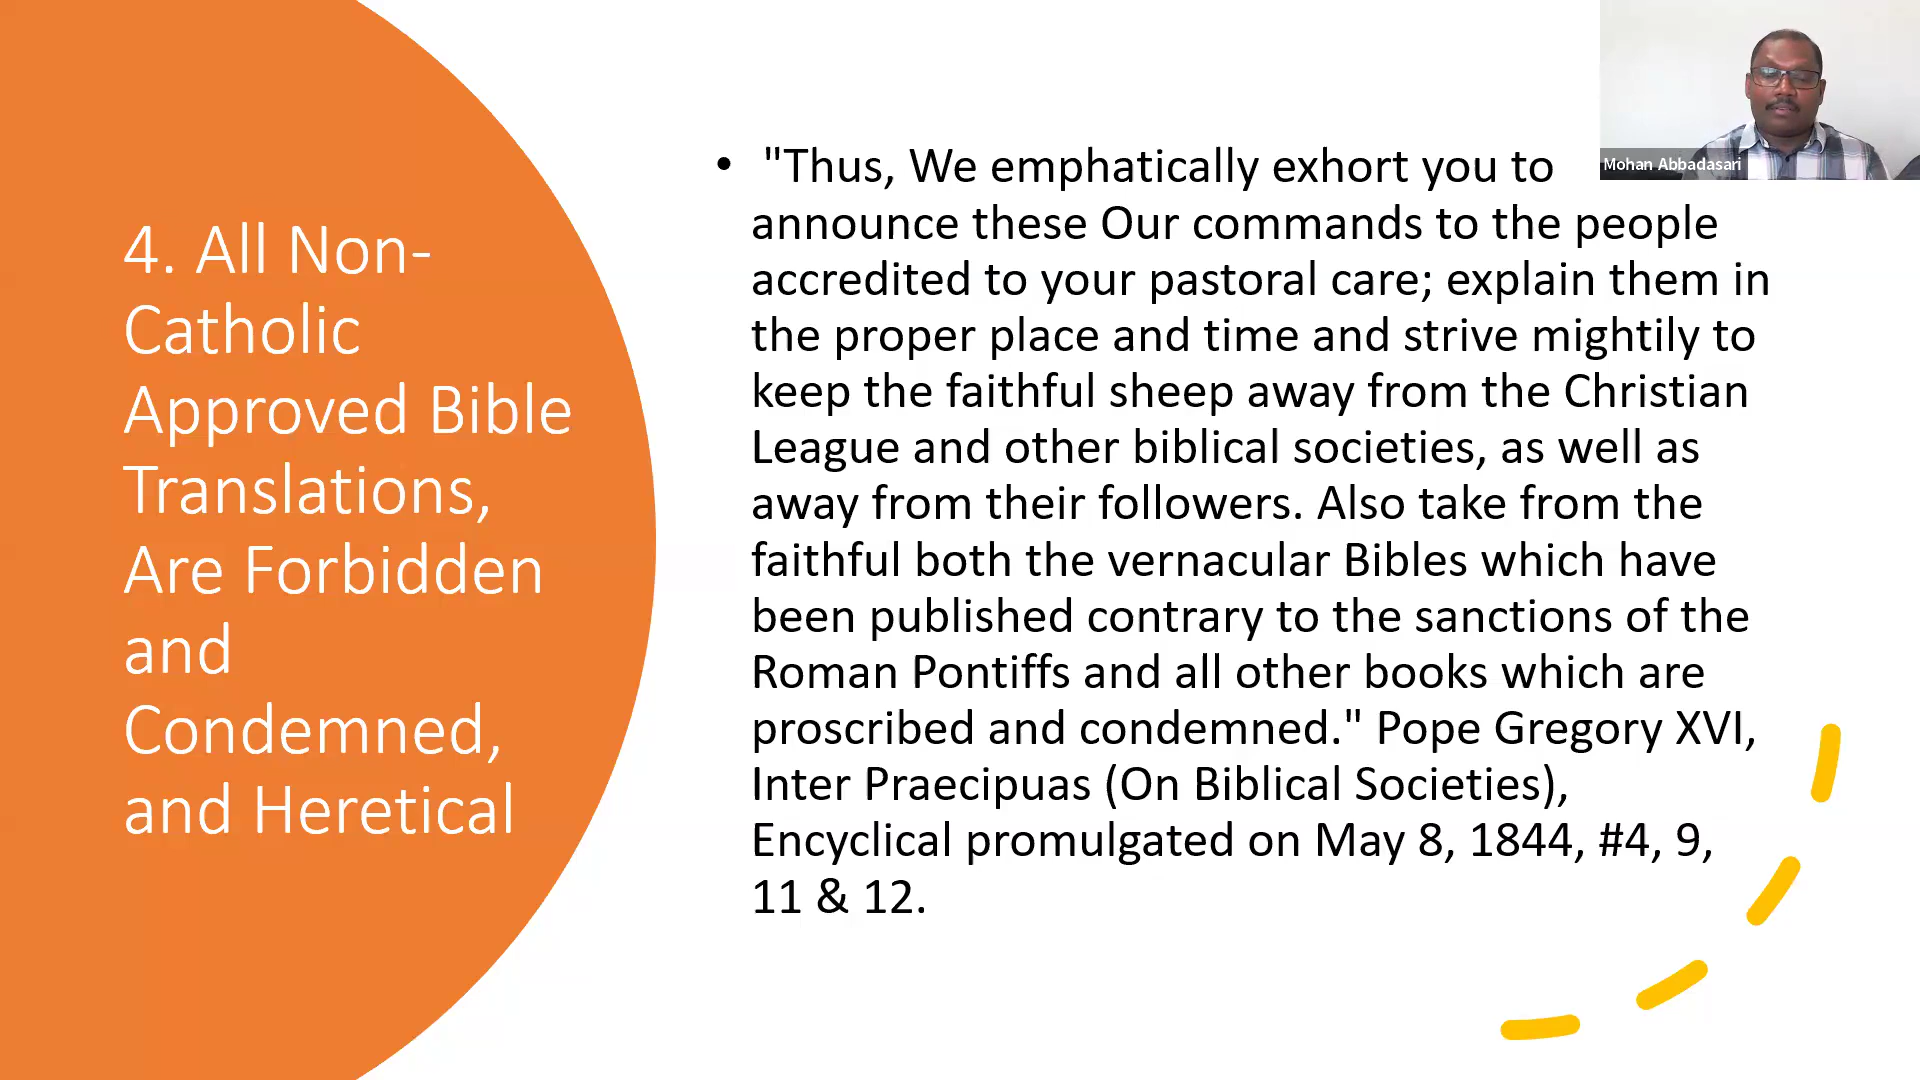 4. All Non-
Catholic
Approved Bible
Translations,
Are Forbidden
and
Condemned,
and Heretical
• "Thus, We emphatically exhort you to
announce these Our commands to the people
accredited to your pastoral care; explain them in
the proper place and time and strive mightily to
keep the faithful sheep away from the Christian
League and other biblical societies, as well as
away from their followers. Also take from the
faithful both the vernacular Bibles which have
been published contrary to the sanctions of the
Roman Pontiffs and all other books which are
proscribed and condemned." Pope Gregory XVI,
Inter Praecipuas (On Biblical Societies),
Encyclical promulgated on May 8, 1844, #4, 9,
11 & 12.
Mohan Abbadasari